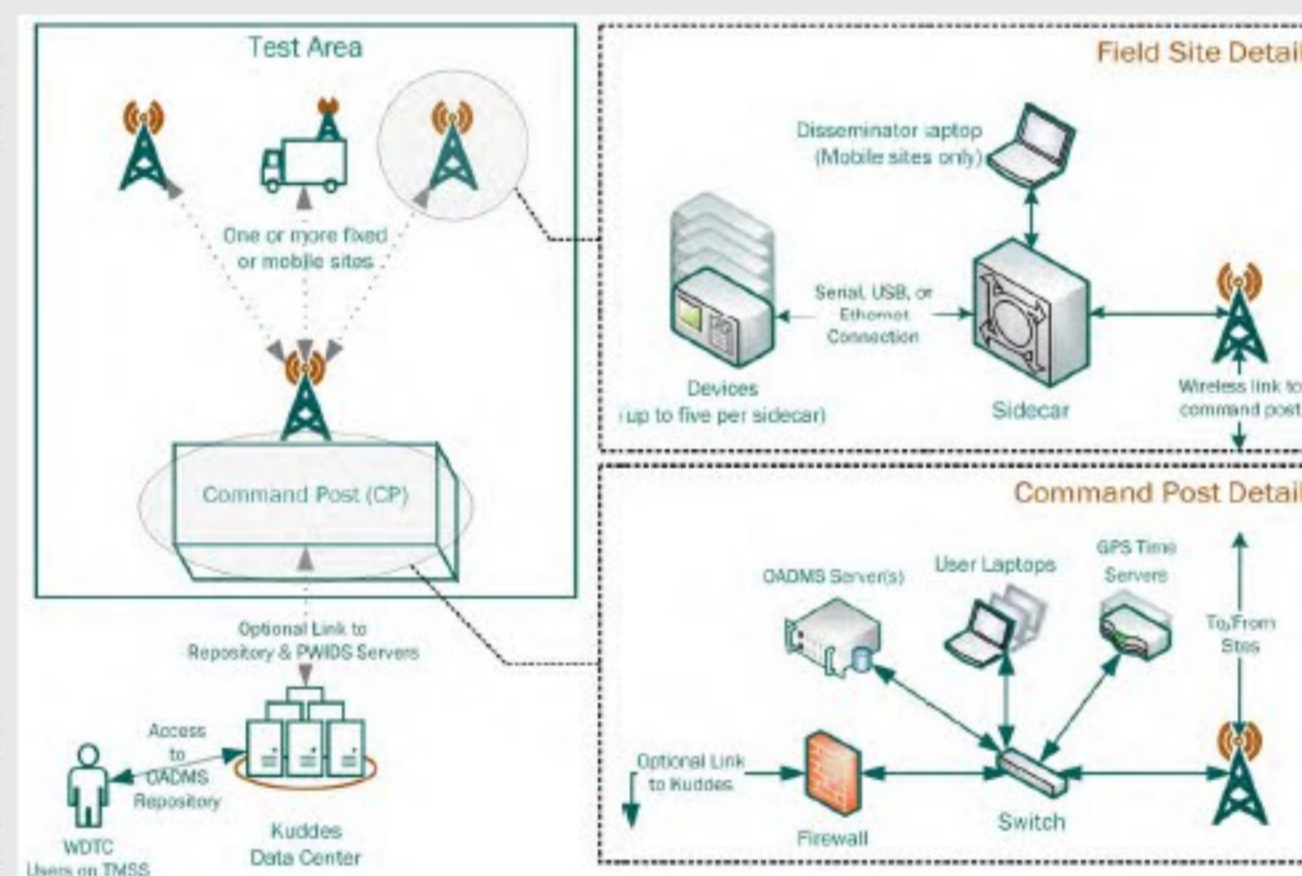 Test Area
One or more fixed
or mobile sites
Command Post (CP)
Optional Link to
Repository & PWIDS Servers
Access
to
OADMS
Repository
WDTC
Users on TMSS
Kuddes
Data Center
Field Site Detail
Disseminator laptop
(Mobile sites only)
Serial, USB, or
Ethernet
Connection
Devices
(up to five per sidecar)
Sidecar
Wireless link to
command post
Command Post Detail
OADMS Server(s)
User Laptops
GPS Time
Servers
To/From
Sites
Optional Link
to Kuddes
Firewall
Switch